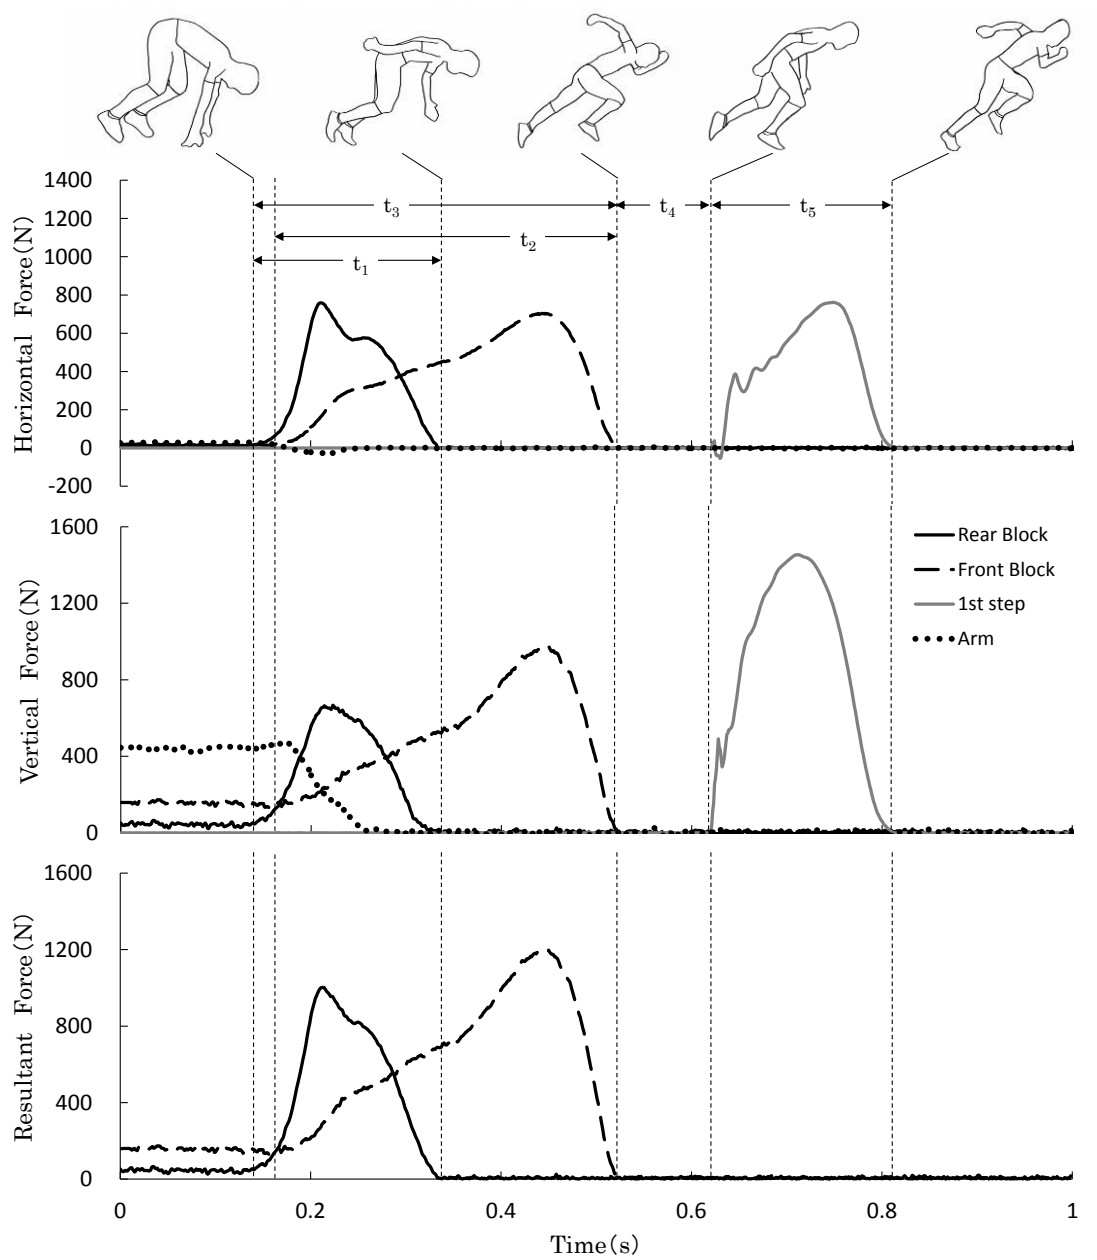 1400
1200
1000
800
600
400
200
0
-200
Horizontal Force(N)
t3
t4
t5
t2
t1
1600
1200
800
400
0
Vertical Force(N)
Rear Block
Front Block
1st step
Arm
1600
1200
800
400
0
Resultant Force(N)
0 0.2 0.4 0.6 0.8 1
Time(s)